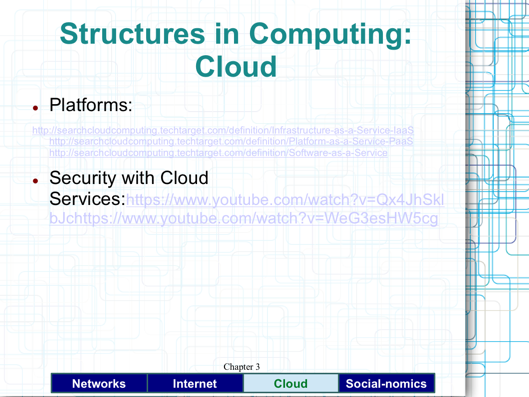 Structures in Computing:
Cloud
Platforms:
http://searchcloudcomputing.techtarget.com/definition/Infrastructure-as-a-Service-IaaS
http://searchcloudcomputing.techtarget.com/definition/Platform-as-a-Service-PaaS
http://searchcloudcomputing.techtarget.com/definition/Software-as-a-Service
Security with Cloud
Services:https://www.youtube.com/watch?v=Qx4JhSkl
bJchttps://www.youtube.com/watch?v=WeG3esHW5cg
Chapter 3
Networks Internet Cloud Social-nomics